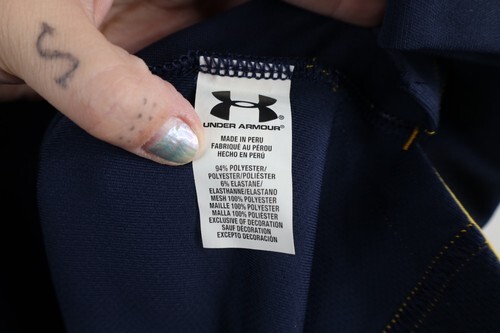 S
UNDER ARMOUR®
MADE IN PERU
FABRIQUÉ AU PÉROU
HECHO EN PERÚ
94% POLYESTER/
POLYESTER/POLIÉSTER
6% ELASTANE/
ELASTHANNE/ELASTANO
MESH 100% POLYESTER
MAILLE 100% POLYESTER
MALLA 100% POLIÉSTER
EXCLUSIVE OF DECORATION
SAUF DÉCORATION
EXCEPTO DECORACIÓN